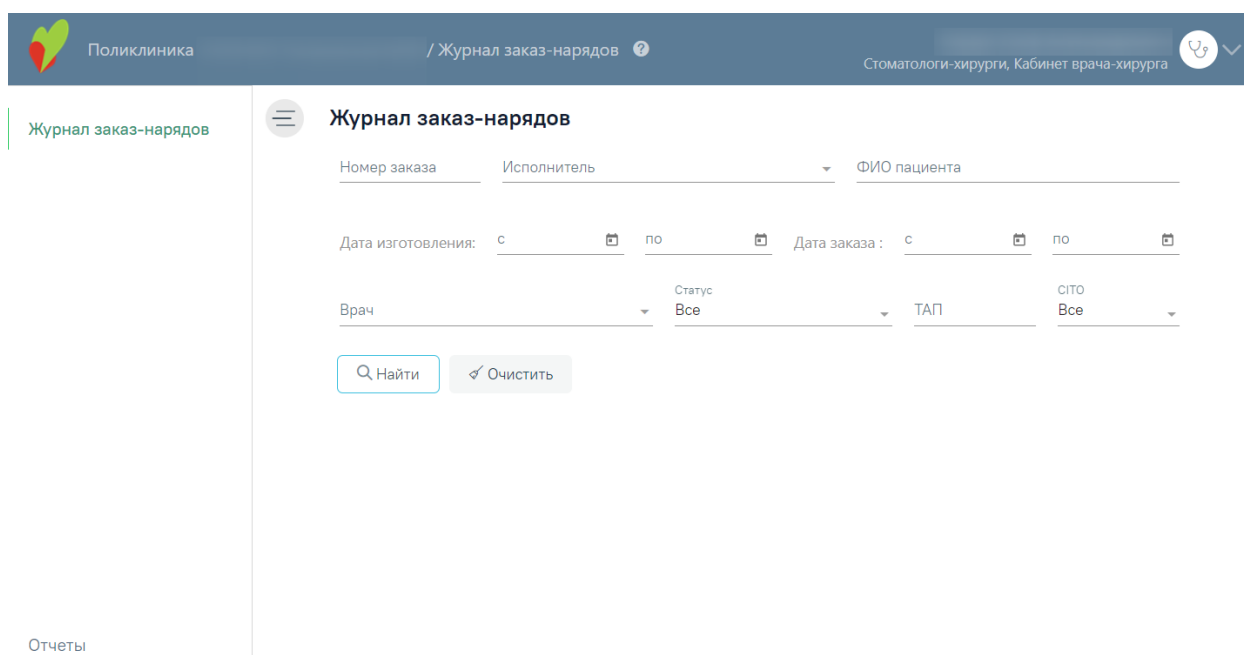 Поликлиника / Журнал заказ-нарядов ?
Стоматологи-хирурги, Кабинет врача-хирурга
Журнал заказ-нарядов
Журнал заказ-нарядов
Номер заказа Исполнитель ФИО пациента
Дата изготовления: с по Дата заказа : с по
Статус CITO
Врач Все ТАП Все
Найти Очистить
Отчеты